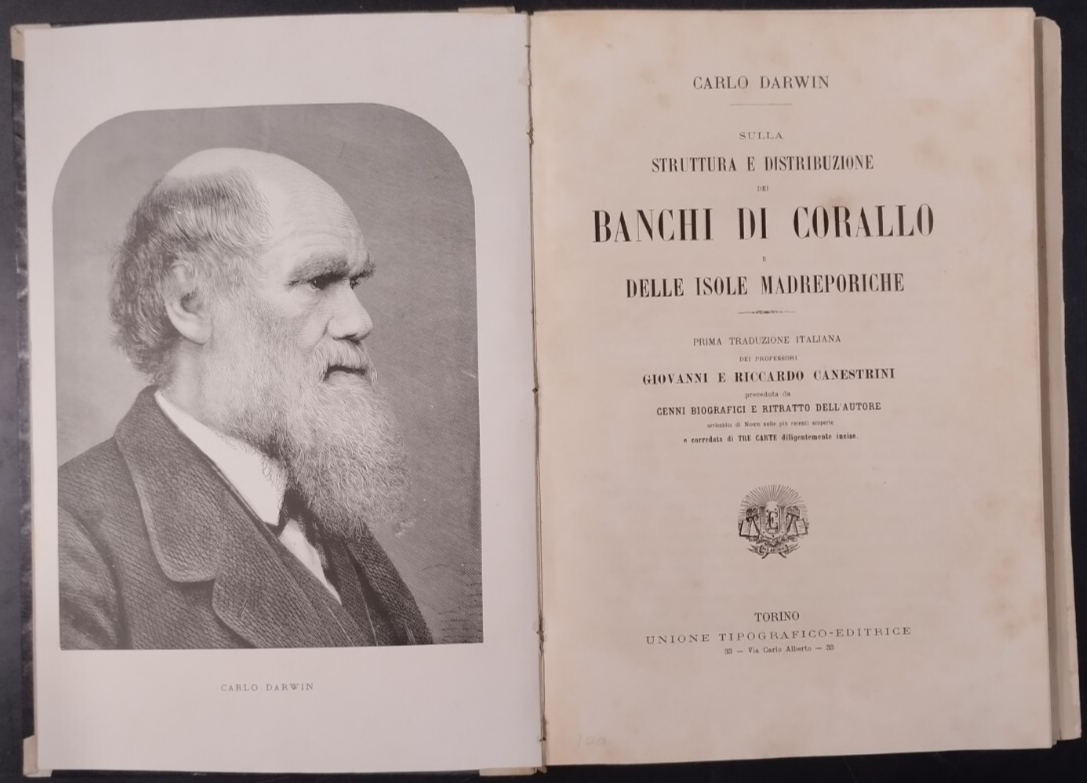 CARLO DARWIN
CARLO DARWIN
SULLA
STRUTTURA E DISTRIBUZIONE
DEI
BANCHI DI CORALLO
E
DELLE ISOLE MADREPORICHE
PRIMA TRADUZIONE ITALIANA
DEI PROFESSORI
GIOVANNI E RICCARDO CANESTRINI
preceduta da
CENNI BIOGRAFICI E RITRATTO DELL'AUTORE
arricchita di NOTE sulle più recenti scoperte
e corredata di TRE CARTE diligentemente incise.
TORINO
UNIONE TIPOGRAFICO-EDITRICE
33 — Via Carlo Alberto — 33